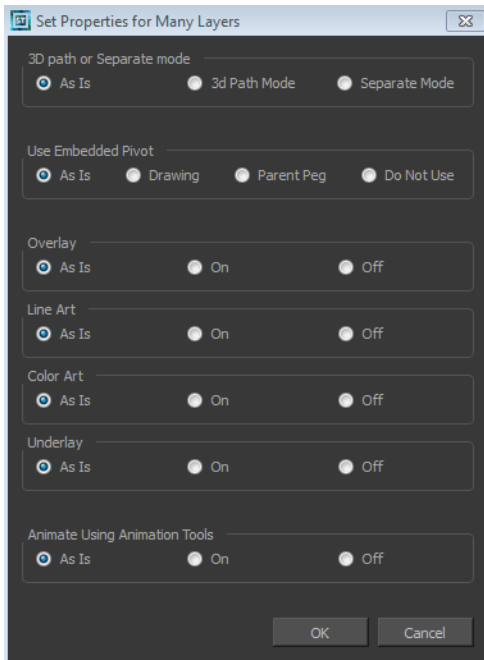 Set Properties for Many Layers
3D path or Separate mode
As Is 3d Path Mode Separate Mode
Use Embedded Pivot
As Is Drawing Parent Peg Do Not Use
Overlay
As Is On Off
Line Art
As Is On Off
Color Art
As Is On Off
Underlay
As Is On Off
Animate Using Animation Tools
As Is On Off
OK Cancel